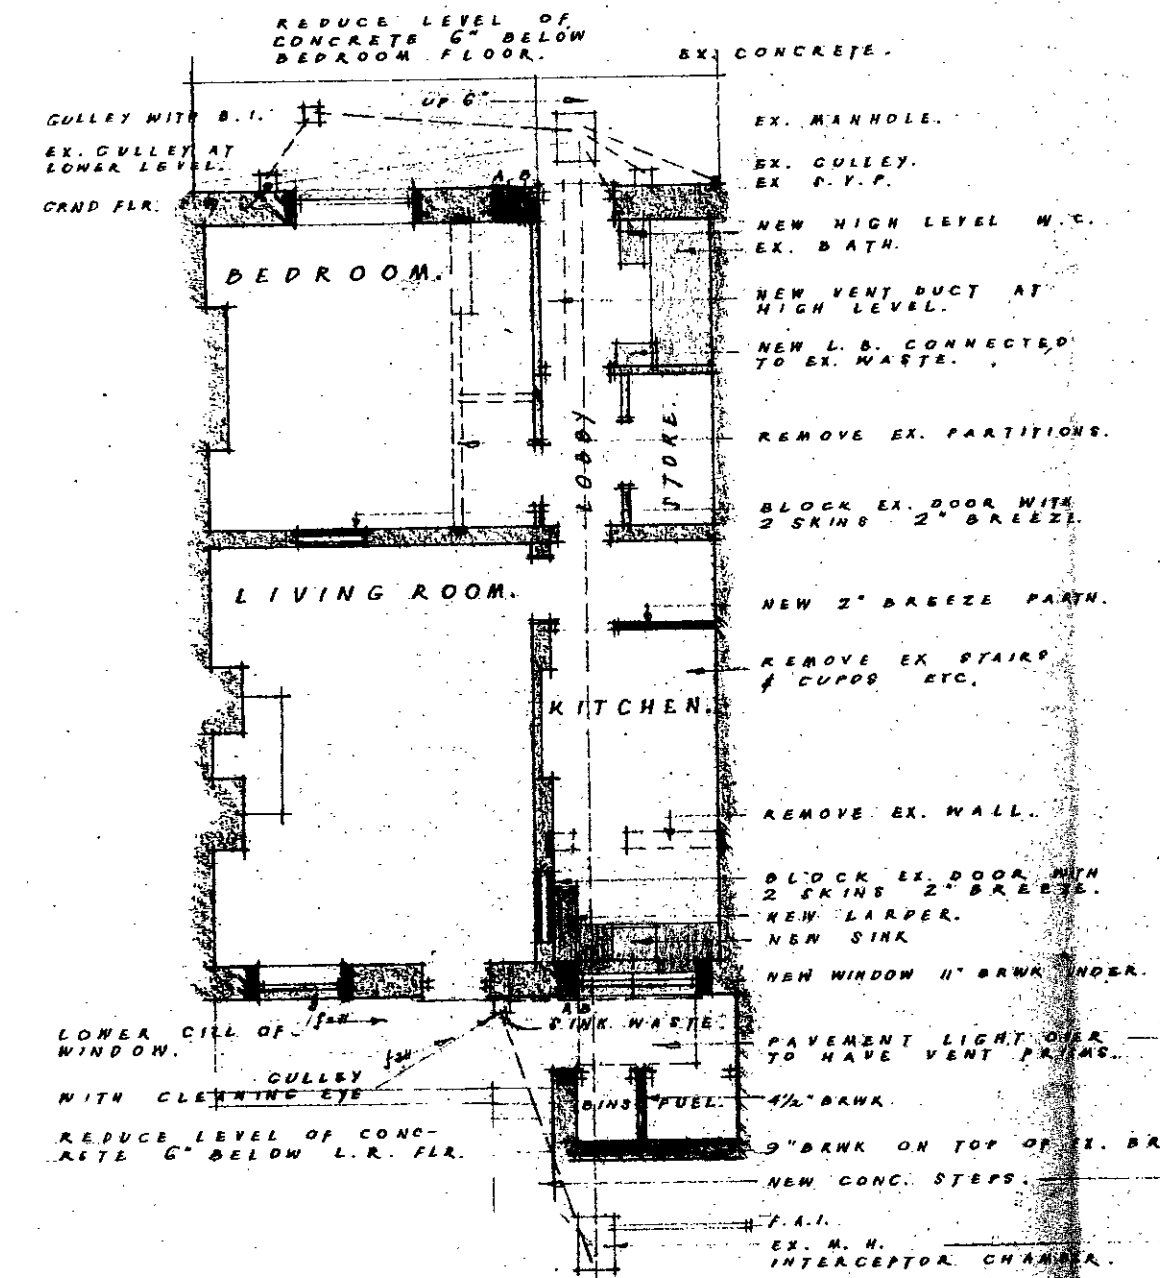 REDUCE LEVEL OF
CONCRETE 6" BELOW
BEDROOM FLOOR.
EX. CONCRETE.
UP 6"
GULLEY WITH B.I.
EX. GULLEY AT
LOWER LEVEL.
GRND FLR.
EX. MANHOLE.
EX. GULLEY.
EX S.V.P.
A B
NEW HIGH LEVEL W.C.
EX. BATH.
BEDROOM.
NEW VENT DUCT AT
HIGH LEVEL.
NEW L.B. CONNECTED
TO EX. WASTE.
LOBBY
STORE.
REMOVE EX. PARTITIONS.
BLOCK EX. DOOR WITH
2 SKINS 2" BREEZE.
LIVING ROOM.
NEW 2" BREEZE PARTN.
REMOVE EX STAIRS
& CUPDS ETC.
KITCHEN.
REMOVE EX. WALL.
BLOCK EX. DOOR WITH
2 SKINS 2" BREEZE.
NEW LARDER.
NEW SINK
NEW WINDOW 11" BRWK UNDER.
A B
SINK WASTE.
LOWER CILL OF
WINDOW.
fall
fall
PAVEMENT LIGHT OVER
TO HAVE VENT PRISMS.
GULLEY
WITH CLEANING EYE
BINS
FUEL.
4½" BRWK
REDUCE LEVEL OF CONC-
RETE 6" BELOW L.R. FLR.
9" BRWK ON TOP OF EX. BR
NEW CONC. STEPS.
F.A.I.
EX. M.H.
INTERCEPTOR CHAMBER.